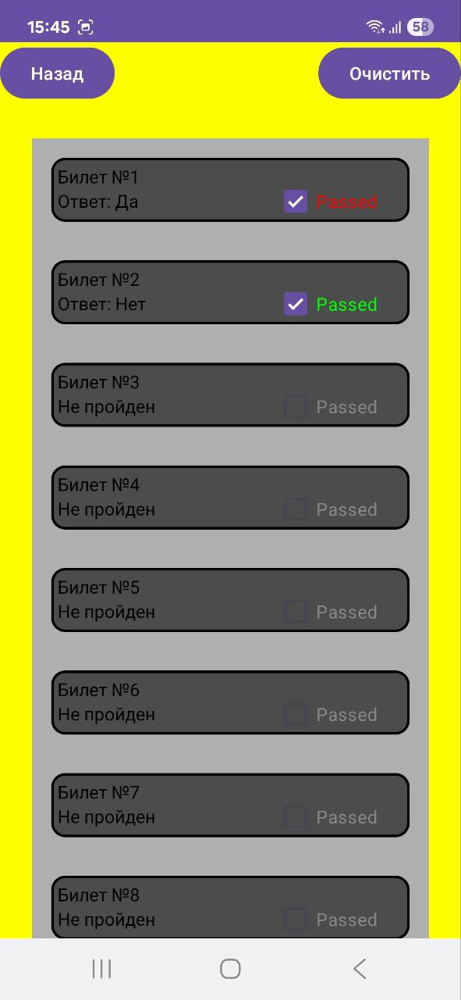 15:45 58
Назад Очистить
Билет №1
Ответ: Да Passed
Билет №2
Ответ: Нет Passed
Билет №3
Не пройден Passed
Билет №4
Не пройден Passed
Билет №5
Не пройден Passed
Билет №6
Не пройден Passed
Билет №7
Не пройден Passed
Билет №8
Не пройден Passed